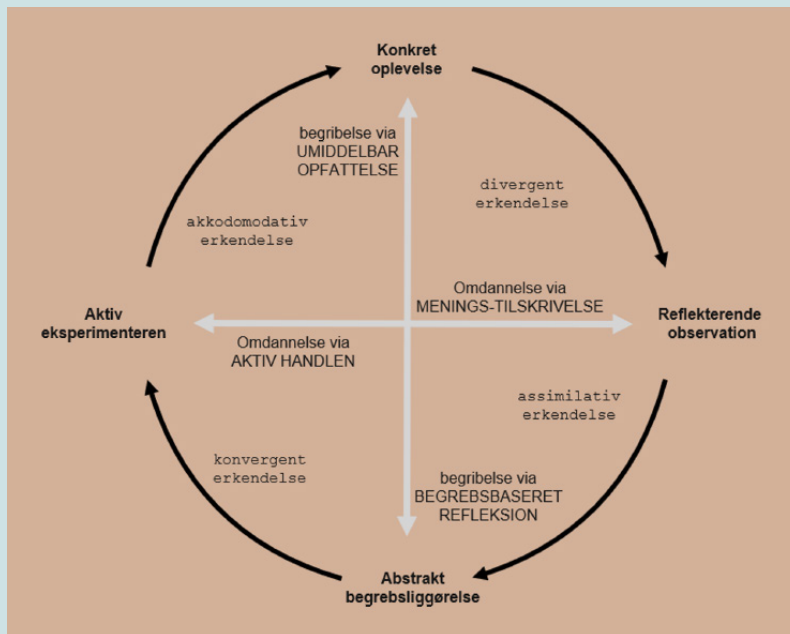 Konkret
oplevelse
begribelse via
UMIDDELBAR
OPFATTELSE
divergent
erkendelse
akkodomodativ
erkendelse
Omdannelse via
MENINGS-TILSKRIVELSE
Aktiv
eksperimenteren
Reflekterende
observation
Omdannelse via
AKTIV HANDLEN
assimilativ
erkendelse
konvergent
erkendelse
begribelse via
BEGREBSBASERET
REFLEKSION
Abstrakt
begrebsliggørelse